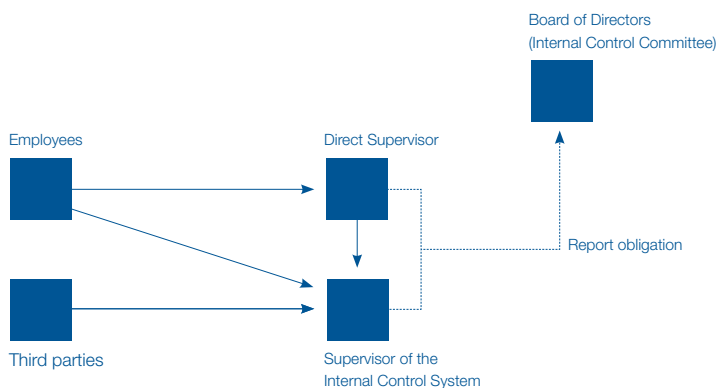 Board of Directors
(Internal Control Committee)
Employees
Direct Supervisor
Report obligation
Third parties
Supervisor of the
Internal Control System